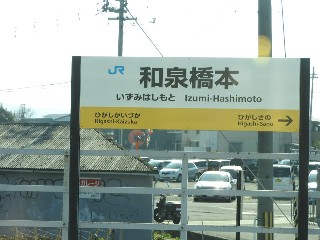 JR 和泉橋本
いずみはしもと Izumi-Hashimoto
ひがしかいづか ひがしさの
Higashi-Kaizuka Higashi-Sano →